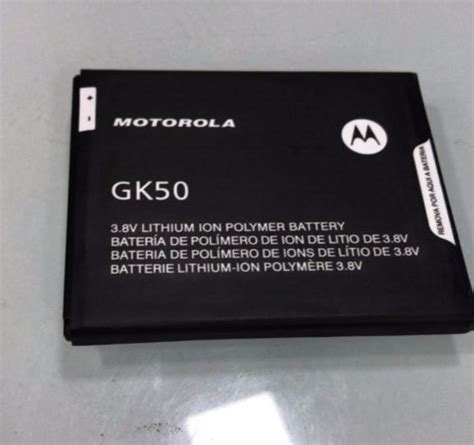 + -
MOTOROLA
GK50
3.8V LITHIUM ION POLYMER BATTERY
BATERÍA DE POLÍMERO DE ION DE LITIO DE 3.8V
BATERIA DE POLÍMERO DE IONS DE LÍTIO DE 3.8V
BATTERIE LITHIUM-ION POLYMÈRE 3.8V
REMOVA POR AQUI A BATERIA